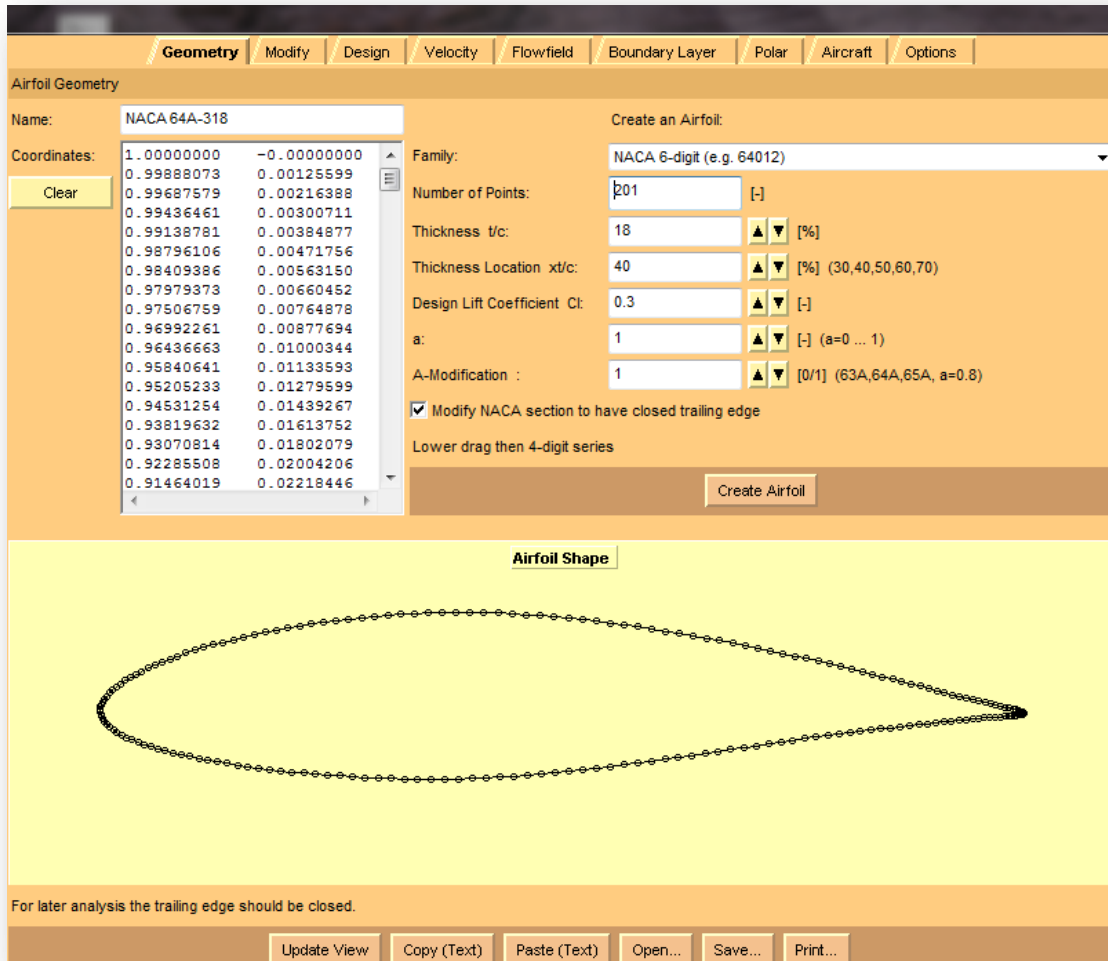 Geometry Modify Design Velocity Flowfield Boundary Layer Polar Aircraft Options
Airfoil Geometry
Name: NACA 64A-318 Create an Airfoil:
Coordinates: 1.00000000 -0.00000000 Family: NACA 6-digit (e.g. 64012)
Clear 0.99888073 0.00125599
0.99687579 0.00216388 Number of Points: 201 [-]
0.99436461 0.00300711
0.99138781 0.00384877 Thickness t/c: 18 [%]
0.98796106 0.00471756
0.98409386 0.00563150 Thickness Location xt/c: 40 [%] (30,40,50,60,70)
0.97979373 0.00660452
0.97506759 0.00764878 Design Lift Coefficient Cl: 0.3 [-]
0.96992261 0.00877694
0.96436663 0.01000344 a: 1 [-] (a=0 ... 1)
0.95840641 0.01133593
0.95205233 0.01279599 A-Modification : 1 [0/1] (63A,64A,65A, a=0.8)
0.94531254 0.01439267
0.93819632 0.01613752 Modify NACA section to have closed trailing edge
0.93070814 0.01802079 Lower drag then 4-digit series
0.92285508 0.02004206
0.91464019 0.02218446 Create Airfoil
Airfoil Shape
For later analysis the trailing edge should be closed.
Update View Copy (Text) Paste (Text) Open... Save... Print...